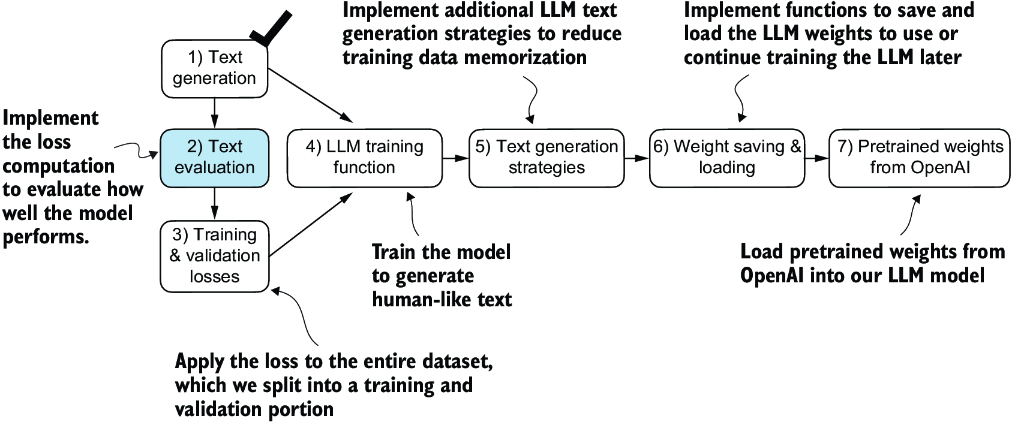 Implement additional LLM text
generation strategies to reduce
training data memorization
Implement functions to save and
load the LLM weights to use or
continue training the LLM later
1) Text
generation
Implement
the loss
computation
to evaluate how
well the model
performs.
2) Text
evaluation
3) Training
& validation
losses
4) LLM training
function
5) Text generation
strategies
6) Weight saving &
loading
7) Pretrained weights
from OpenAI
Train the model
to generate
human-like text
Load pretrained weights from
OpenAI into our LLM model
Apply the loss to the entire dataset,
which we split into a training and
validation portion